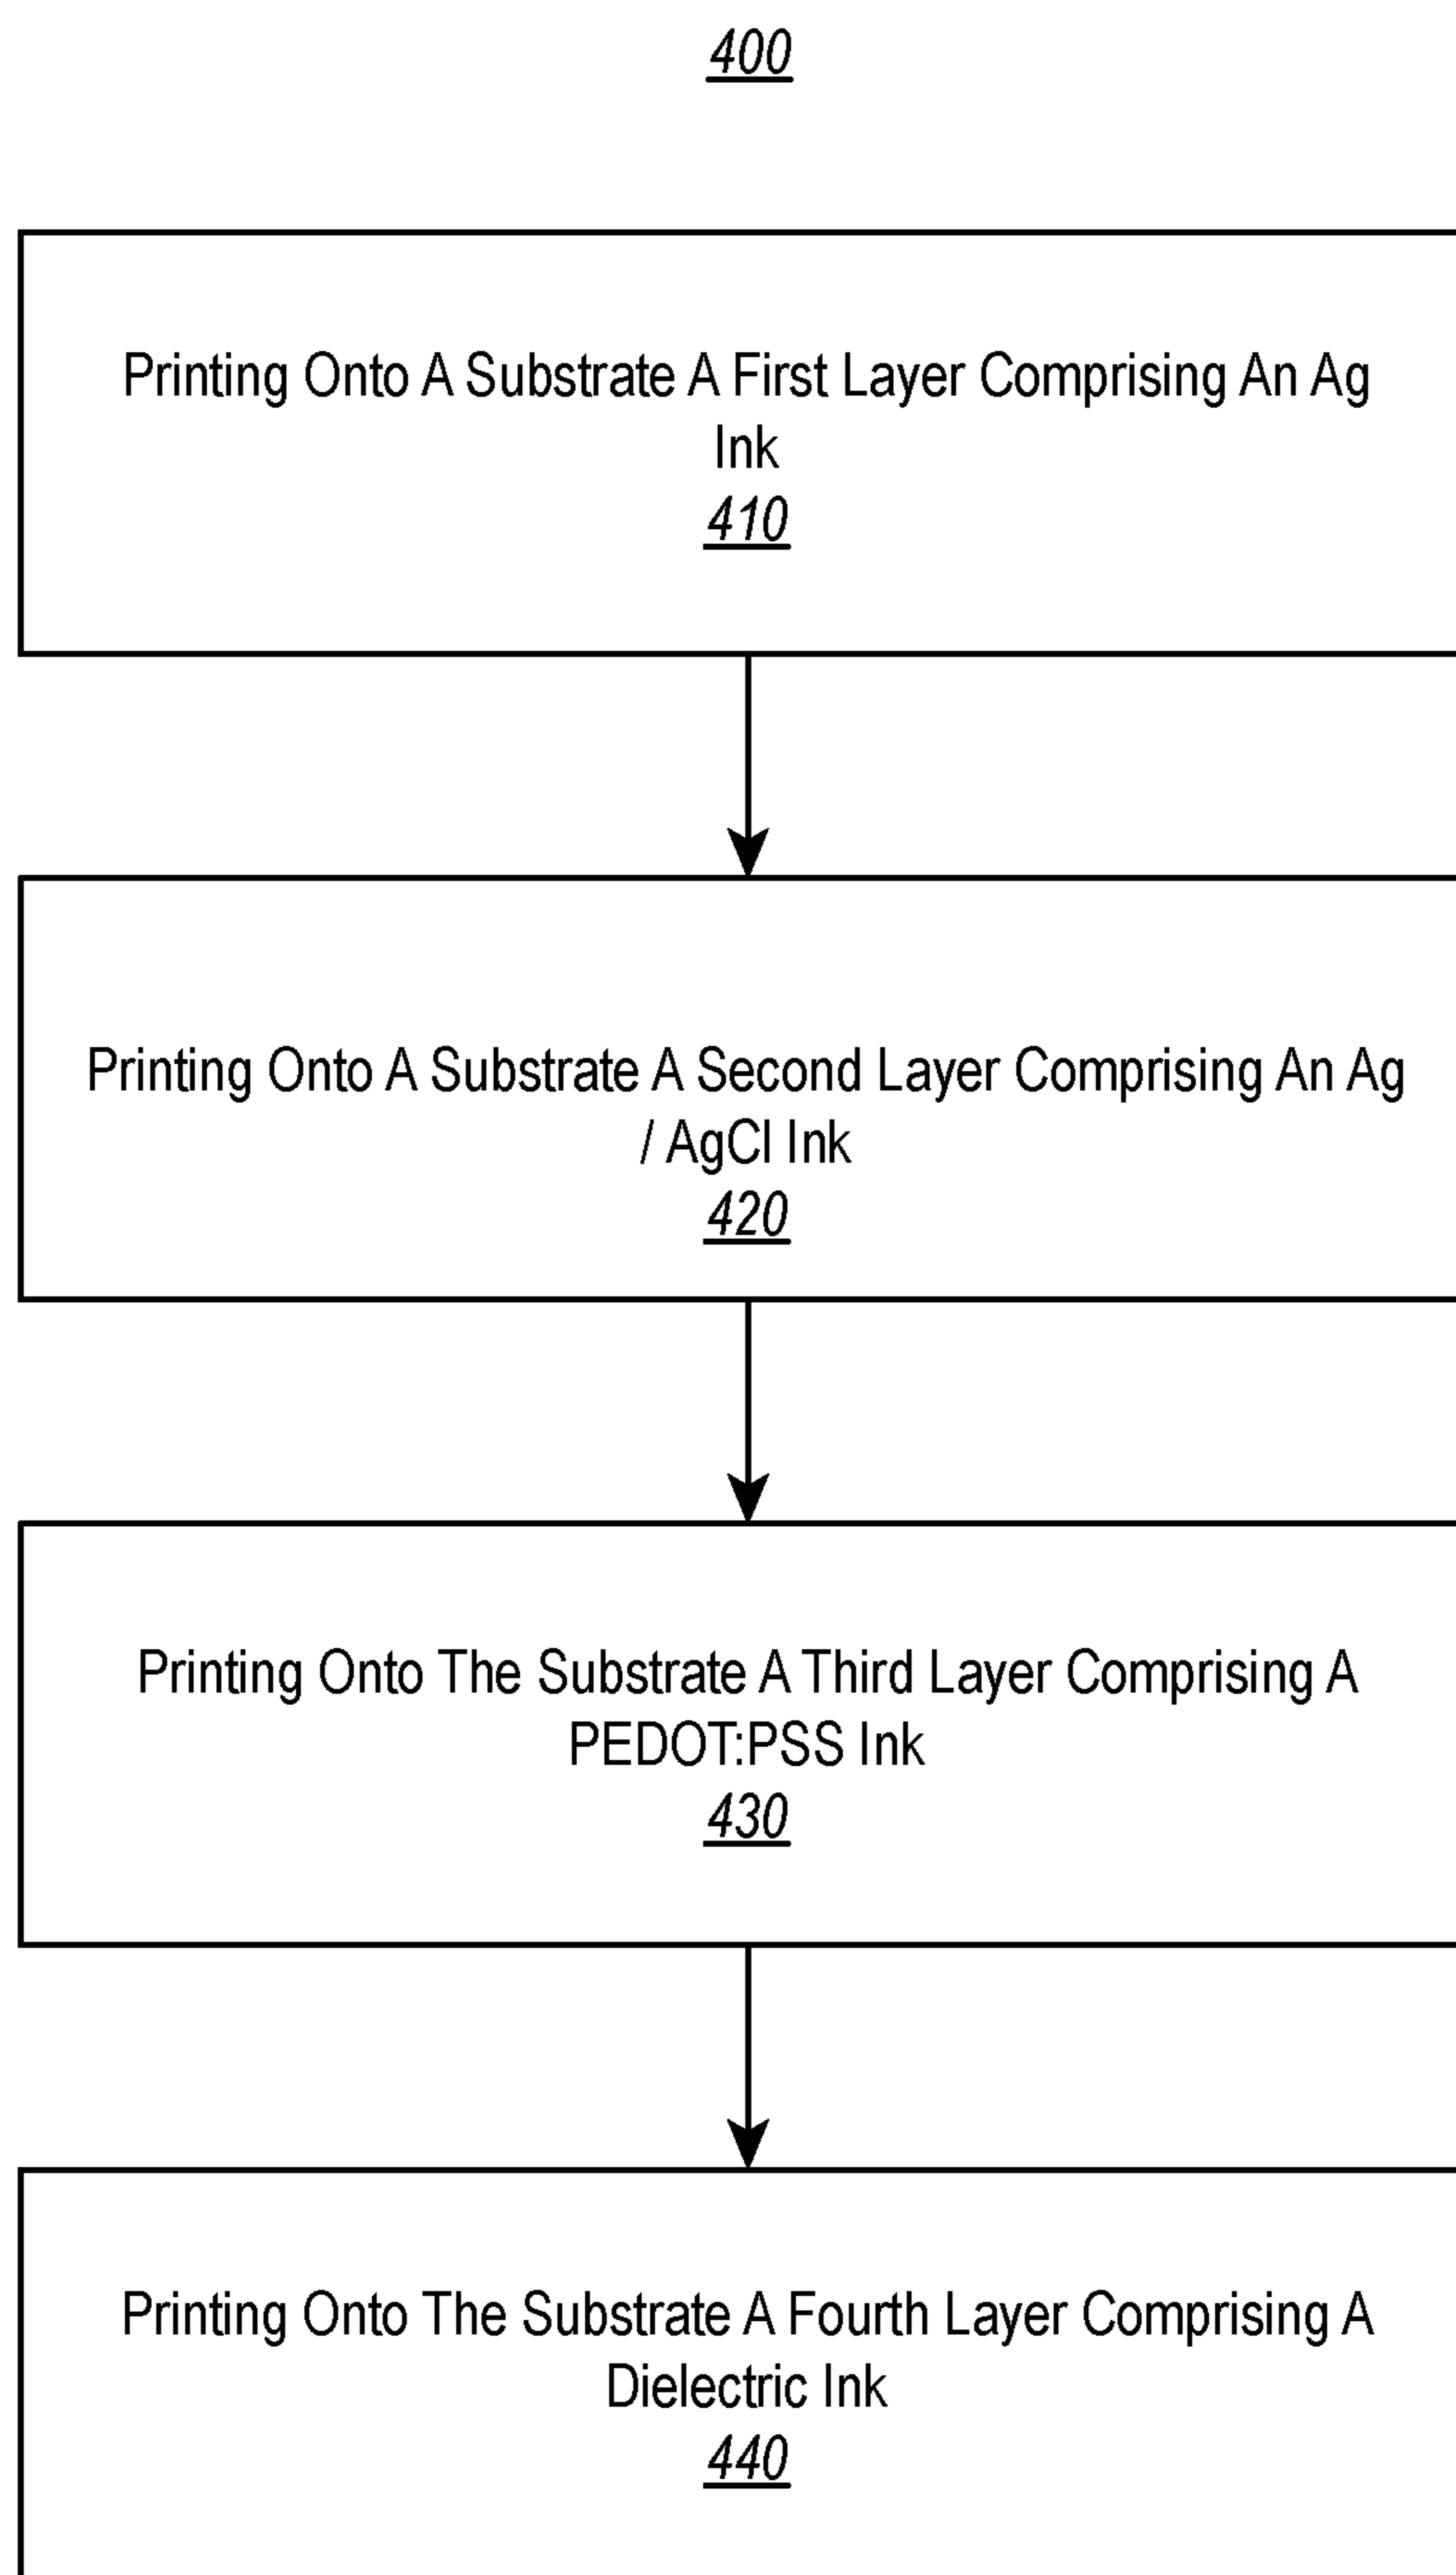 400
Printing Onto A Substrate A First Layer Comprising An Ag
Ink
410
Printing Onto A Substrate A Second Layer Comprising An Ag
/ AgCl Ink
420
Printing Onto The Substrate A Third Layer Comprising A
PEDOT:PSS Ink
430
Printing Onto The Substrate A Fourth Layer Comprising A
Dielectric Ink
440